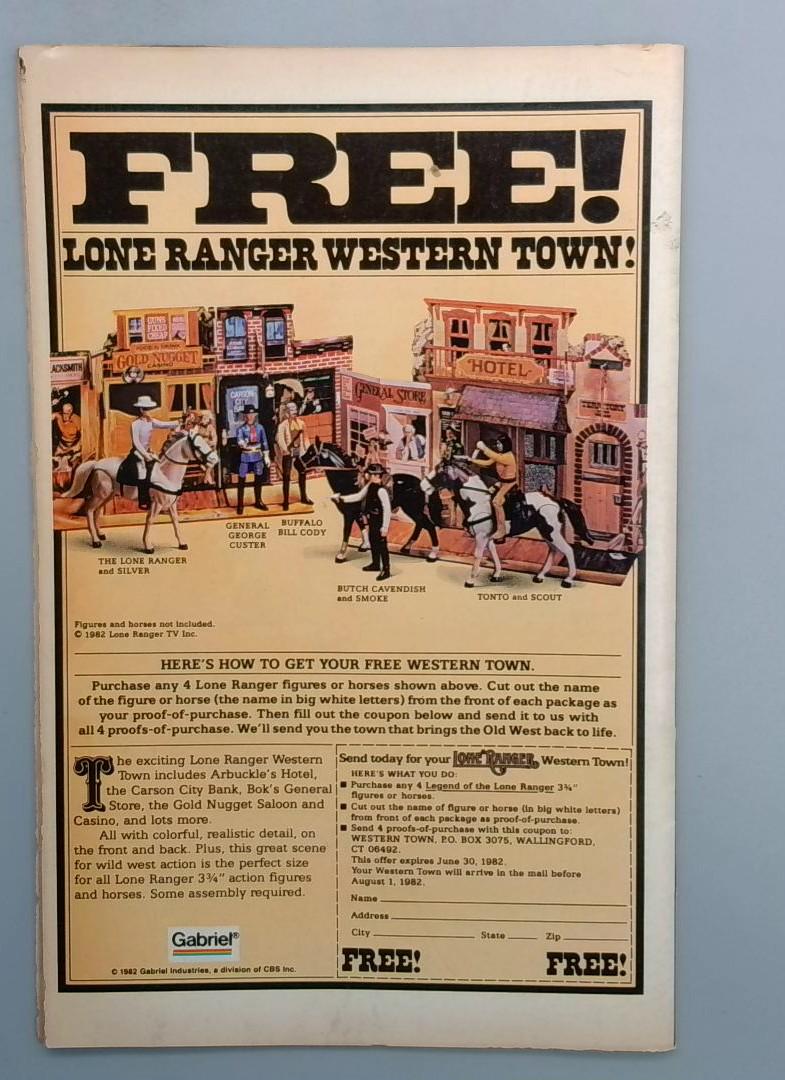 FREE!
LONE RANGER WESTERN TOWN!
GUNS
FIXED
CHEAP
GOLD NUGGET
CASINO
ACKSMITH
CARSON
CITY
GENERAL STORE
"HOTEL"
GENERAL
GEORGE
CUSTER
BUFFALO
BILL CODY
THE LONE RANGER
and SILVER
BUTCH CAVENDISH
and SMOKE
TONTO and SCOUT
Figures and horses not included.
© 1982 Lone Ranger TV Inc.
HERE'S HOW TO GET YOUR FREE WESTERN TOWN.
Purchase any 4 Lone Ranger figures or horses shown above. Cut out the name
of the figure or horse (the name in big white letters) from the front of each package as
your proof-of-purchase. Then fill out the coupon below and send it to us with
all 4 proofs-of-purchase. We'll send you the town that brings the Old West back to life.
The exciting Lone Ranger Western
Town includes Arbuckle's Hotel,
the Carson City Bank, Bok's General
Store, the Gold Nugget Saloon and
Casino, and lots more.
All with colorful, realistic detail, on
the front and back. Plus, this great scene
for wild west action is the perfect size
for all Lone Ranger 3¾" action figures
and horses. Some assembly required.
Gabriel®
© 1982 Gabriel Industries, a division of CBS Inc.
Send today for your LONE RANGER Western Town!
HERE'S WHAT YOU DO:
■ Purchase any 4 Legend of the Lone Ranger 3¾"
figures or horses.
■ Cut out the name of figure or horse (in big white letters)
from front of each package as proof-of-purchase.
■ Send 4 proofs-of-purchase with this coupon to:
WESTERN TOWN, P.O. BOX 3075, WALLINGFORD,
CT 06492.
This offer expires June 30, 1982.
Your Western Town will arrive in the mail before
August 1, 1982.
Name
Address
City State Zip
FREE! FREE!